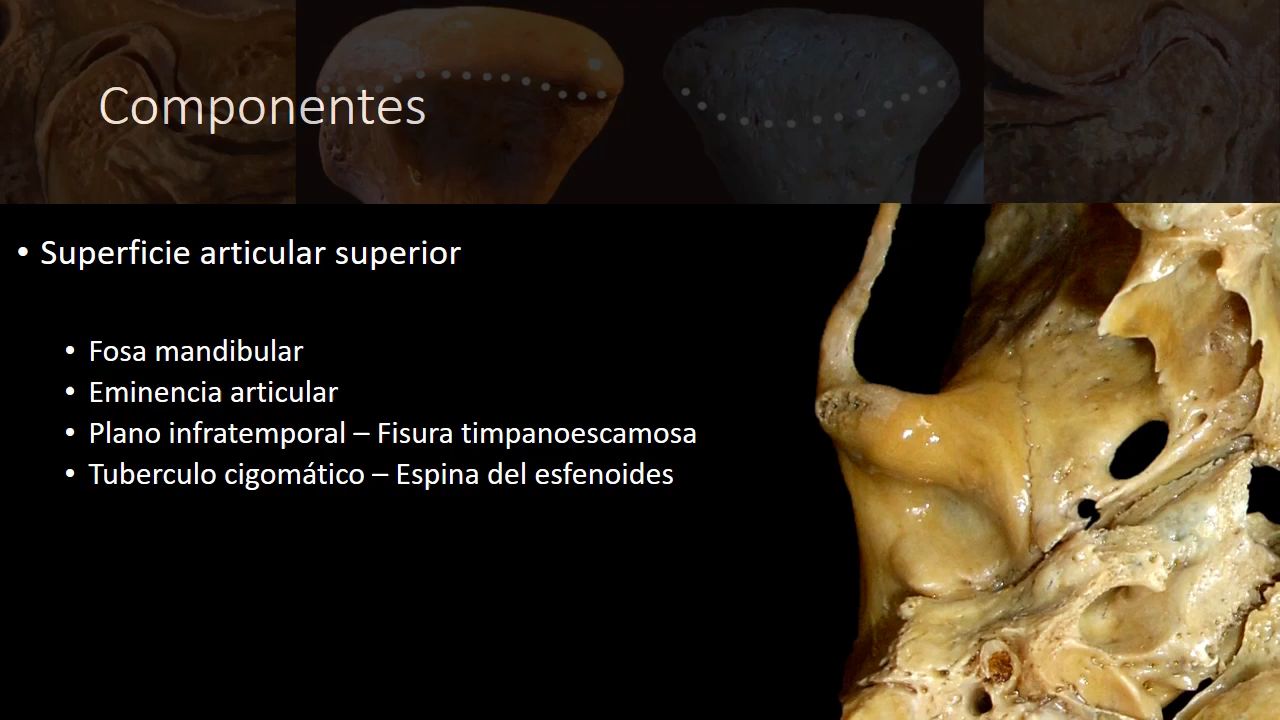 Componentes
• Superficie articular superior
• Fosa mandibular
• Eminencia articular
• Plano infratemporal – Fisura timpanoescamosa
• Tuberculo cigomático – Espina del esfenoides